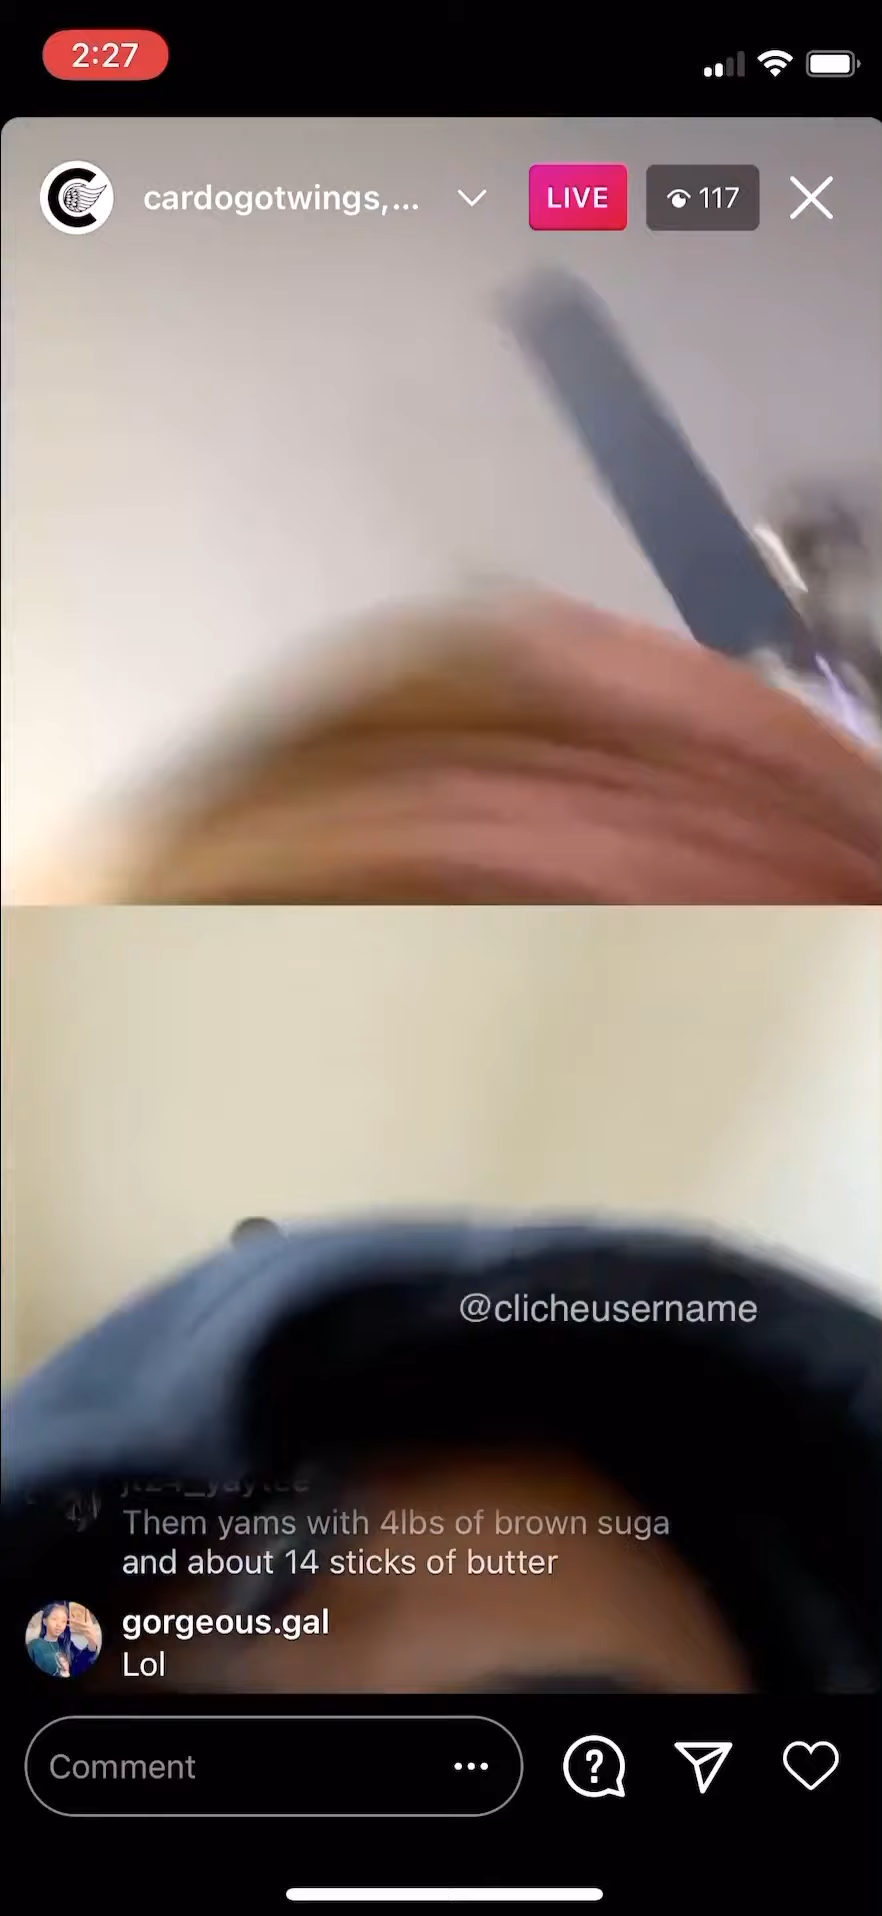 2:27
cardogotwings,...
LIVE
117
@clicheusername
Them yams with 4lbs of brown suga
and about 14 sticks of butter
gorgeous.gal
Lol
Comment